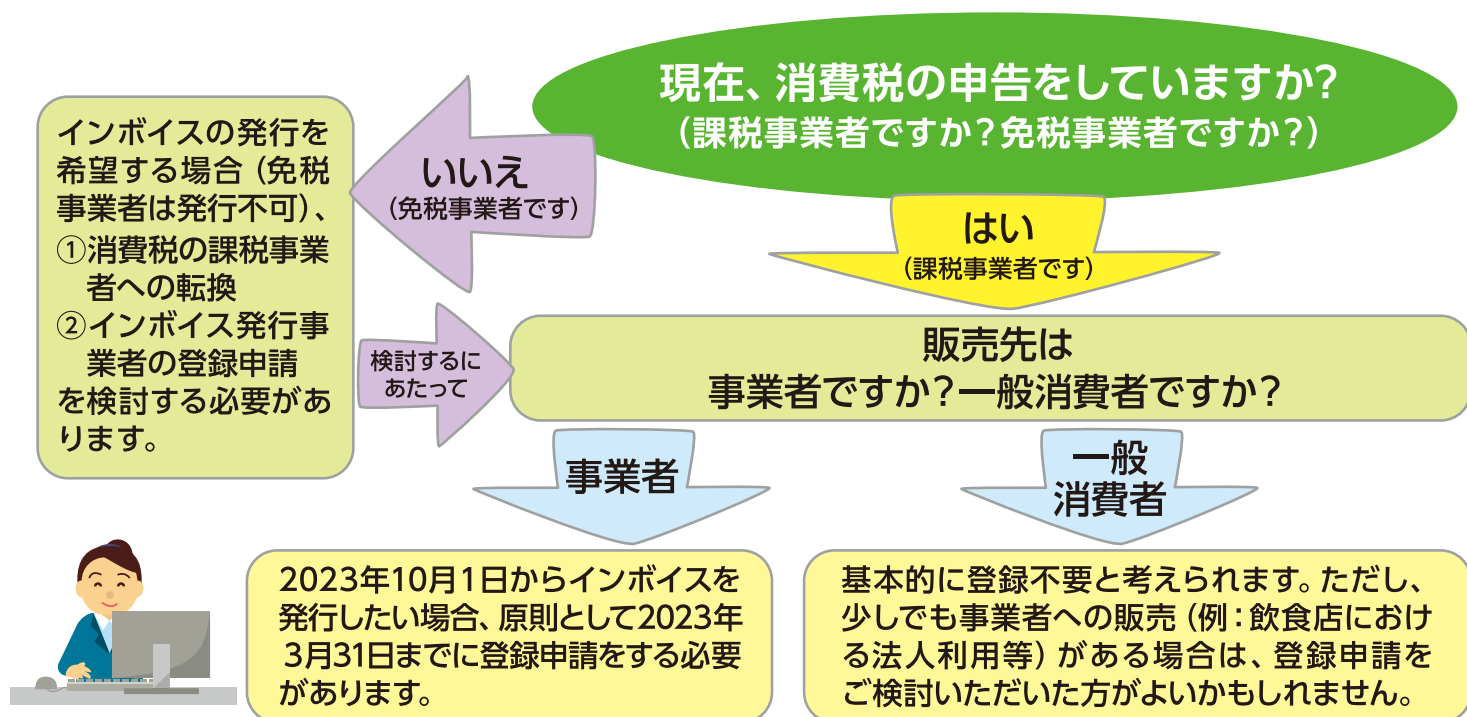 現在、消費税の申告をしていますか？
（課税事業者ですか？免税事業者ですか？）
いいえ
（免税事業者です）
はい
（課税事業者です）
インボイスの発行を
希望する場合（免税
事業者は発行不可）、
①消費税の課税事業
者への転換
②インボイス発行事
業者の登録申請
を検討する必要があ
ります。
検討するに
あたって
販売先は
事業者ですか？一般消費者ですか？
事業者
一般
消費者
2023年10月1日からインボイスを
発行したい場合、原則として2023年
3月31日までに登録申請をする必要
があります。
基本的に登録不要と考えられます。ただし、
少しでも事業者への販売（例：飲食店におけ
る法人利用等）がある場合は、登録申請を
ご検討いただいた方がよいかもしれません。